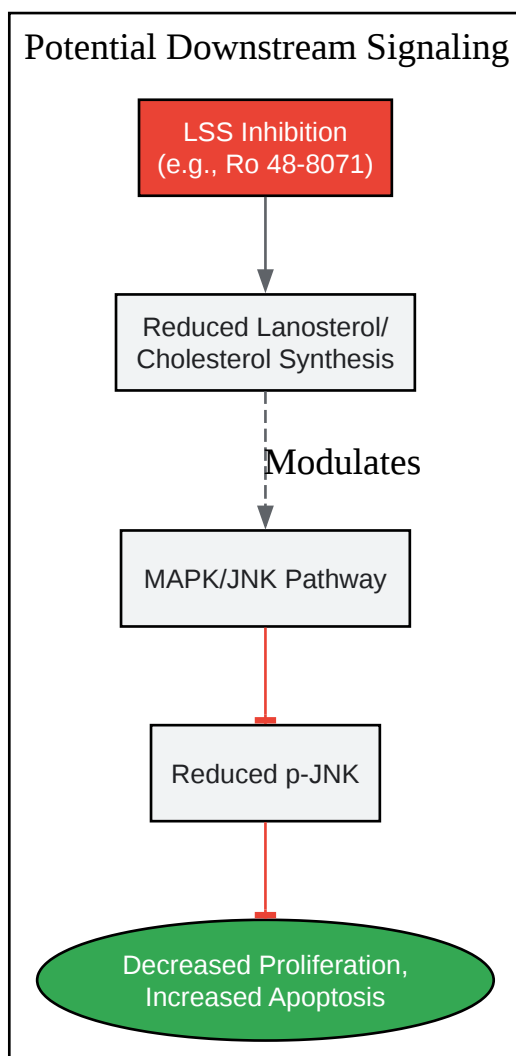 Potential Downstream Signaling
LSS Inhibition
(e.g., Ro 48-8071)
Reduced Lanosterol/
Cholesterol Synthesis
Modulates
MAPK/JNK Pathway
Reduced p-JNK
Decreased Proliferation,
Increased Apoptosis